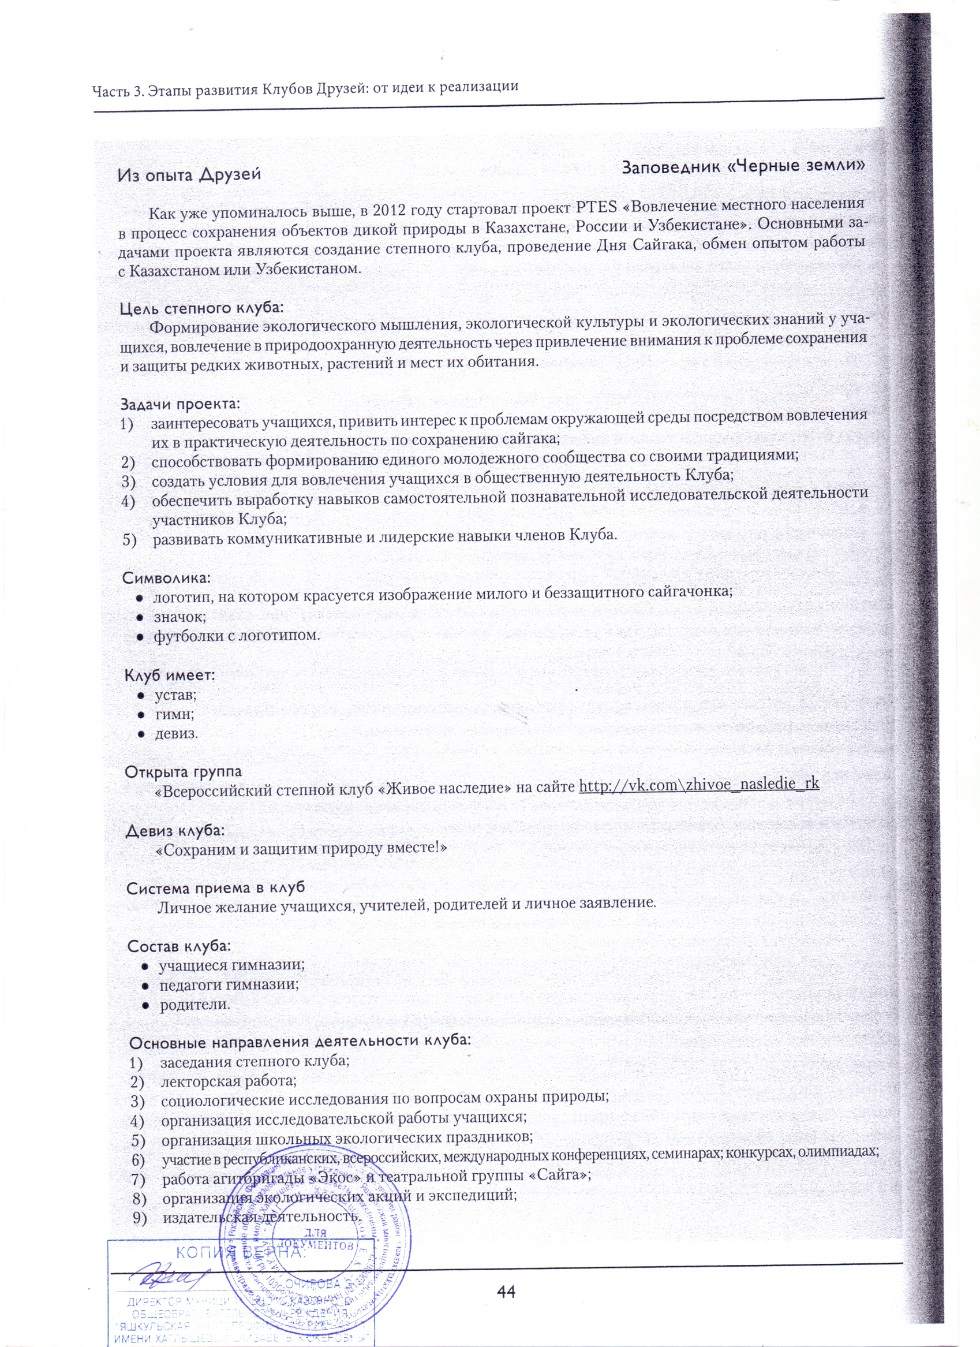 Часть 3. Этапы развития Клубов Друзей: от идеи к реализации
Из опыта Друзей Заповедник «Черные земли»
Как уже упоминалось выше, в 2012 году стартовал проект PTES «Вовлечение местного населения
в процесс сохранения объектов дикой природы в Казахстане, России и Узбекистане». Основными за-
дачами проекта являются создание степного клуба, проведение Дня Сайгака, обмен опытом работы
с Казахстаном или Узбекистаном.
Цель степного клуба:
Формирование экологического мышления, экологической культуры и экологических знаний у уча-
щихся, вовлечение в природоохранную деятельность через привлечение внимания к проблеме сохранения
и защиты редких животных, растений и мест их обитания.
Задачи проекта:
1) заинтересовать учащихся, привить интерес к проблемам окружающей среды посредством вовлечения
их в практическую деятельность по сохранению сайгака;
2) способствовать формированию единого молодежного сообщества со своими традициями;
3) создать условия для вовлечения учащихся в общественную деятельность Клуба;
4) обеспечить выработку навыков самостоятельной познавательной исследовательской деятельности
участников Клуба;
5) развивать коммуникативные и лидерские навыки членов Клуба.
Символика:
● логотип, на котором красуется изображение милого и беззащитного сайгачонка;
● значок;
● футболки с логотипом.
Клуб имеет:
● устав;
● гимн;
● девиз.
Открыта группа
«Всероссийский степной клуб «Живое наследие» на сайте http://vk.com\zhivoe_nasledie_rk
Девиз клуба:
«Сохраним и защитим природу вместе!»
Система приема в клуб
Личное желание учащихся, учителей, родителей и личное заявление.
Состав клуба:
● учащиеся гимназии;
● педагоги гимназии;
● родители.
Основные направления деятельности клуба:
1) заседания степного клуба;
2) лекторская работа;
3) социологические исследования по вопросам охраны природы;
4) организация исследовательской работы учащихся;
5) организация школьных экологических праздников;
6) участие в республиканских, всероссийских, международных конференциях, семинарах; конкурсах, олимпиадах;
7) работа агитбригады «Экос» и театральной группы «Сайга»;
8) организация экологических акций и экспедиций;
9) издательская деятельность.
ДЛЯ
ДОКУМЕНТОВ
КОПИЯ ВЕРНА:
ОЧИРОВА
ДИРЕКТОР
ИМЕНИ
44